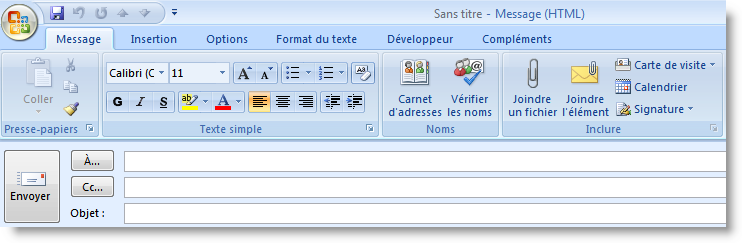 Sans titre - Message (HTML)
Message Insertion Options Format du texte Développeur Compléments
Calibri (C 11 Carte de visite
Coller Carnet d'adresses Vérifier les noms Joindre un fichier Joindre l'élément Calendrier
G I S ab A Signature
Presse-papiers Texte simple Noms Inclure
À...
Envoyer Cc...
Objet :